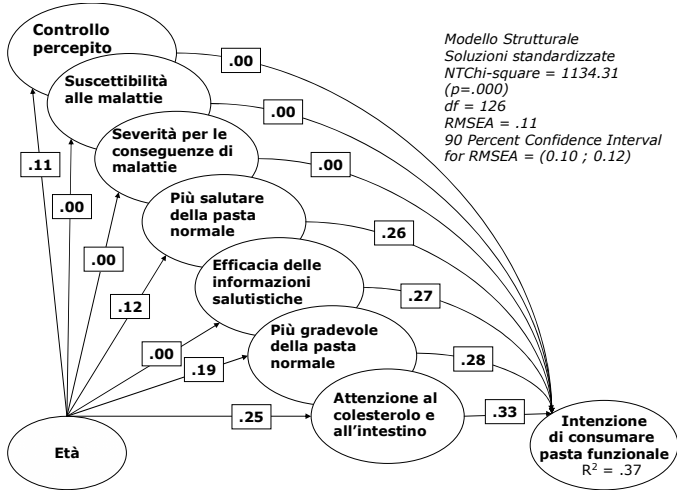 Controllo
percepito
Suscettibilità
alle malattie
Severità per le
conseguenze di
malattie
Più salutare
della pasta
normale
Efficacia delle
informazioni
salutistiche
Più gradevole
della pasta
normale
Attenzione al
colesterolo e
all'intestino
Età
Intenzione
di consumare
pasta funzionale
R² = .37
.11
.00
.00
.12
.00
.19
.25
.00
.00
.00
.26
.27
.28
.33
Modello Strutturale
Soluzioni standardizzate
NTChi-square = 1134.31
(p=.000)
df = 126
RMSEA = .11
90 Percent Confidence Interval
for RMSEA = (0.10 ; 0.12)